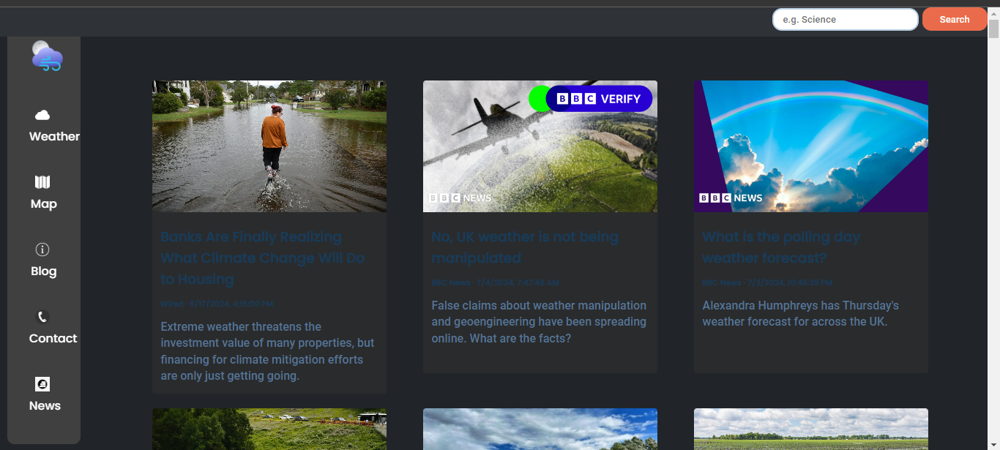 e.g. Science
Search
Weather
Map
Blog
Contact
News
Banks Are Finally Realizing
What Climate Change Will Do
to Housing
Wired · 6/17/2024, 4:15:00 PM
Extreme weather threatens the
investment value of many properties, but
financing for climate mitigation efforts
are only just getting going.
BBC VERIFY
BBC NEWS
No, UK weather is not being
manipulated
BBC News · 7/4/2024, 7:47:46 AM
False claims about weather manipulation
and geoengineering have been spreading
online. What are the facts?
BBC NEWS
What is the polling day
weather forecast?
BBC News · 7/3/2024, 10:46:39 PM
Alexandra Humphreys has Thursday's
weather forecast for across the UK.